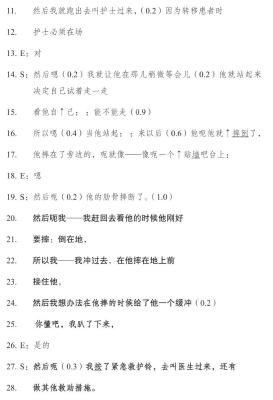 11. 然后我就跑出去叫护士过来，（0.2）因为转移患者时
12. 护士必须在场
13. E：对
14. S：然后嗯（0.2）我就让他在那儿稍微等会儿（0.2）他就站起来
决定自己试着走一走
15. 看他自↑己：：能不能走（0.9）
16. 所以嗯（0.4）当他站起：：来以后（0.6）他呢他就↑摔到了，
17. 他摔在了旁边的，呃就像——像呃一个↑贴墙吧台上；
18. E：嗯
19. S：然后呃（0.2）他的肋骨摔断了。（1.0）
20. 然后呢我——我赶回去看他的时候他刚好
21. 要摔：倒在地、
22. 所以我——我冲过去、在他摔在地上前
23. 接住他、
24. 然后我想办法在他摔的时候给了他一个缓冲（0.2）
25. 你懂吧，我趴了下来，
26. E：是的
27. S：然后呃（0.3）我按了紧急救护铃，去叫医生过来，还有
28. 做其他救助措施。